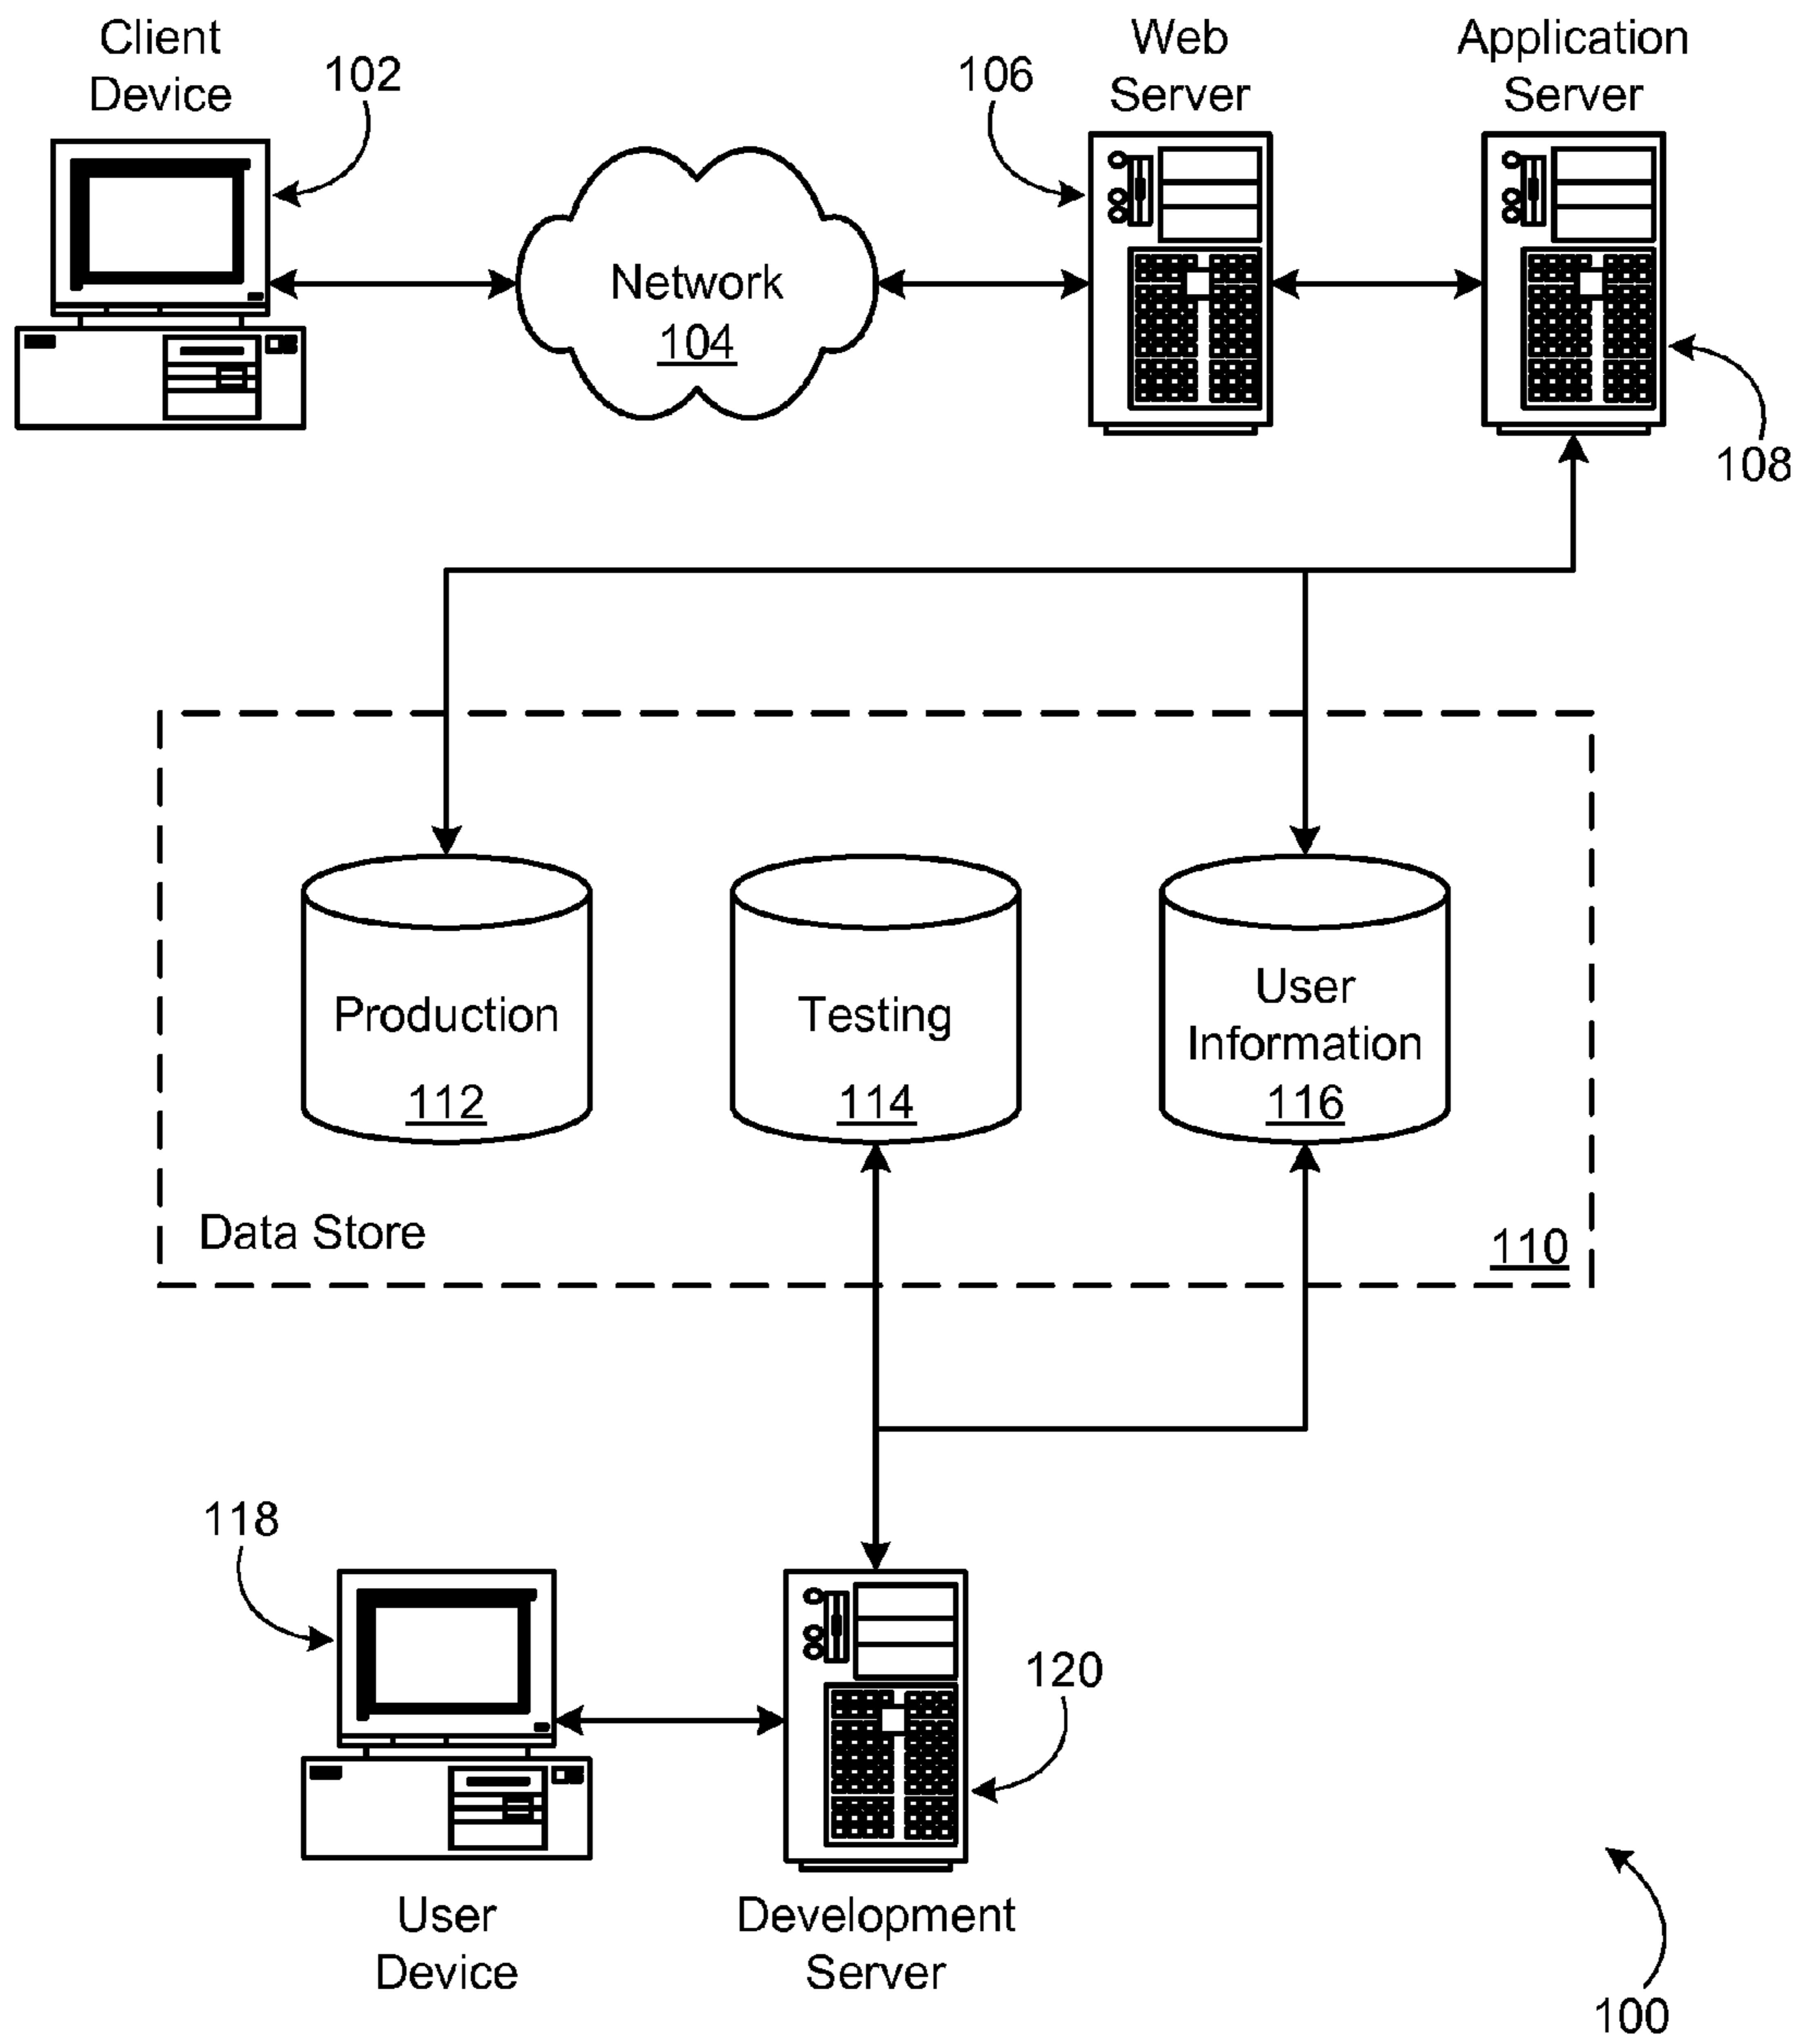 Client
Device
102
Network
104
106
Web
Server
Application
Server
108
Production
112
Testing
114
User
Information
116
Data Store
110
118
User
Device
120
Development
Server
100